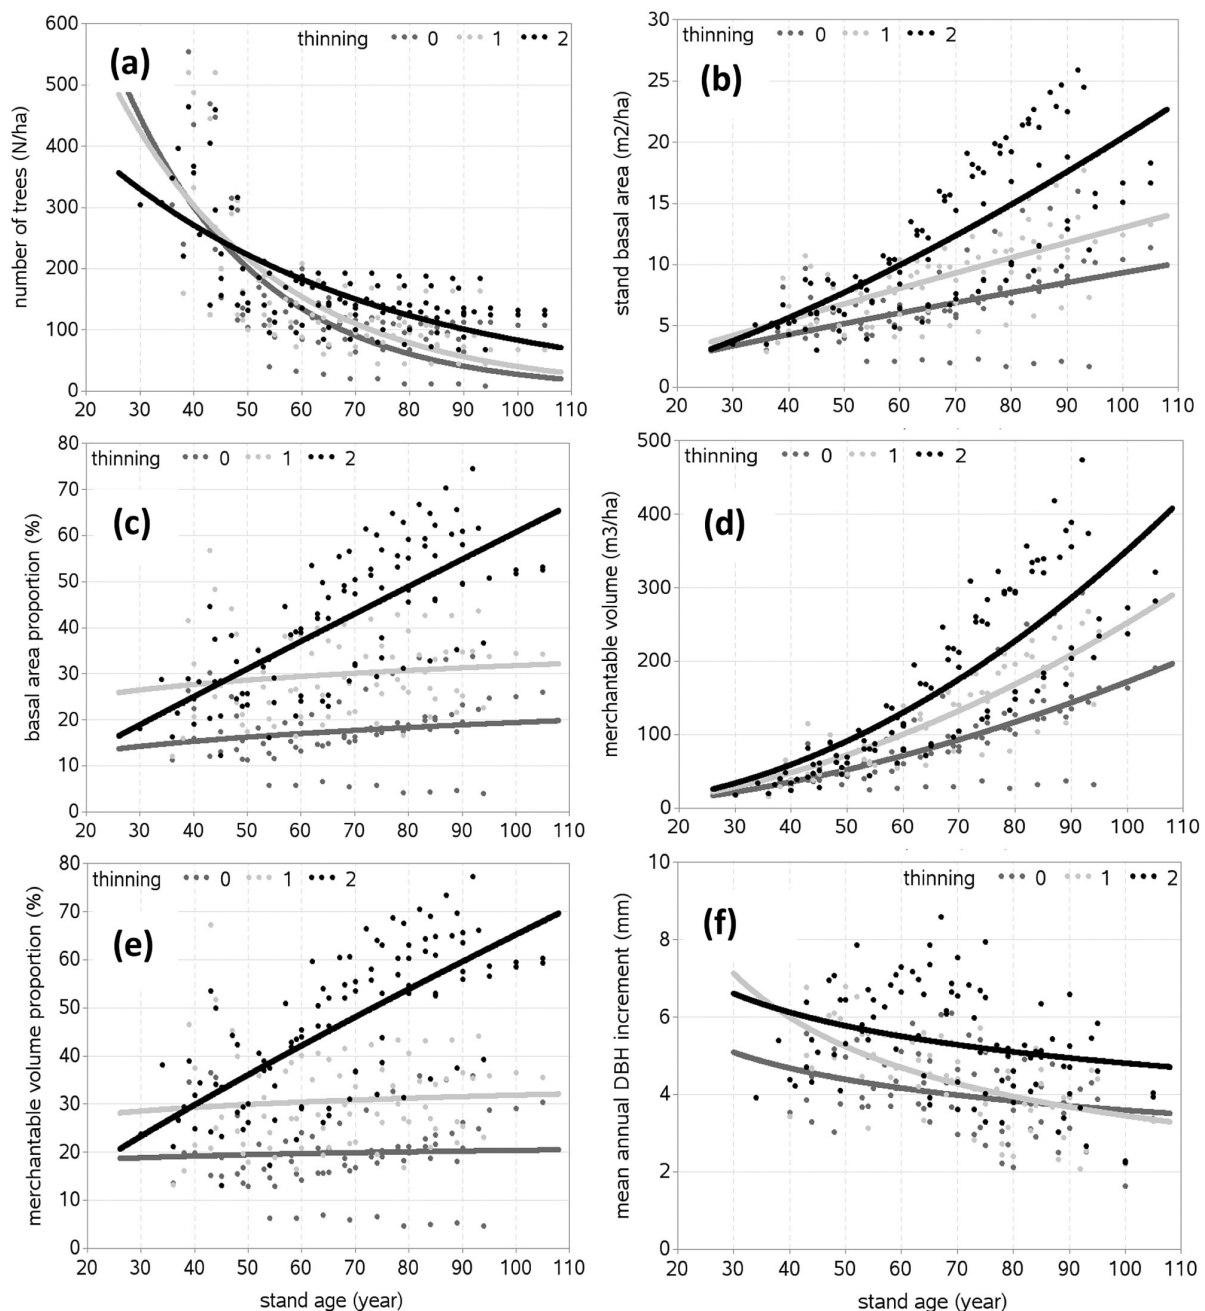 thinning 0 1 2
(a)
number of trees (N/ha)
600
500
400
300
200
100
0
20 30 40 50 60 70 80 90 100 110
thinning 0 1 2
(b)
stand basal area (m2/ha)
30
25
20
15
10
5
0
20 30 40 50 60 70 80 90 100 110
thinning 0 1 2
(c)
basal area proportion (%)
80
70
60
50
40
30
20
10
0
20 30 40 50 60 70 80 90 100 110
thinning 0 1 2
(d)
merchantable volume (m3/ha)
500
400
300
200
100
0
20 30 40 50 60 70 80 90 100 110
thinning 0 1 2
(e)
merchantable volume proportion (%)
80
70
60
50
40
30
20
10
0
20 30 40 50 60 70 80 90 100 110
stand age (year)
thinning 0 1 2
(f)
mean annual DBH increment (mm)
10
8
6
4
2
0
20 30 40 50 60 70 80 90 100 110
stand age (year)